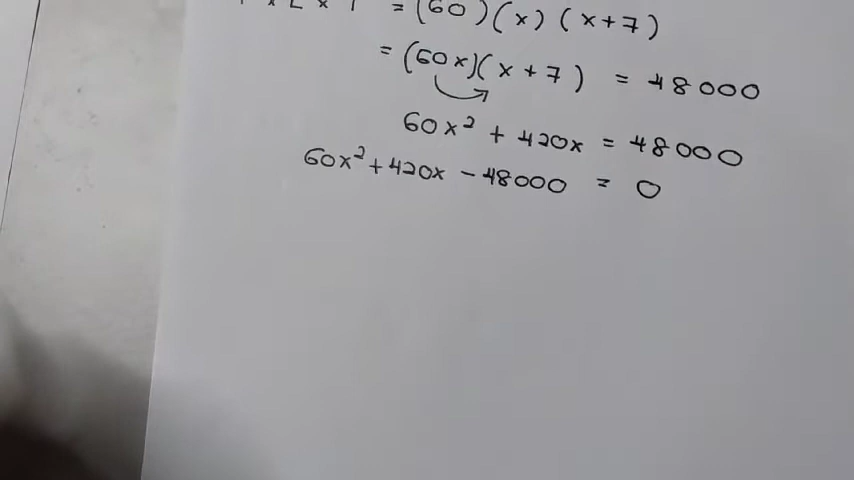 = (60)(x)(x+7)
= (60x)(x+7) = 48000
60x² + 420x = 48000
60x² + 420x - 48000 = 0